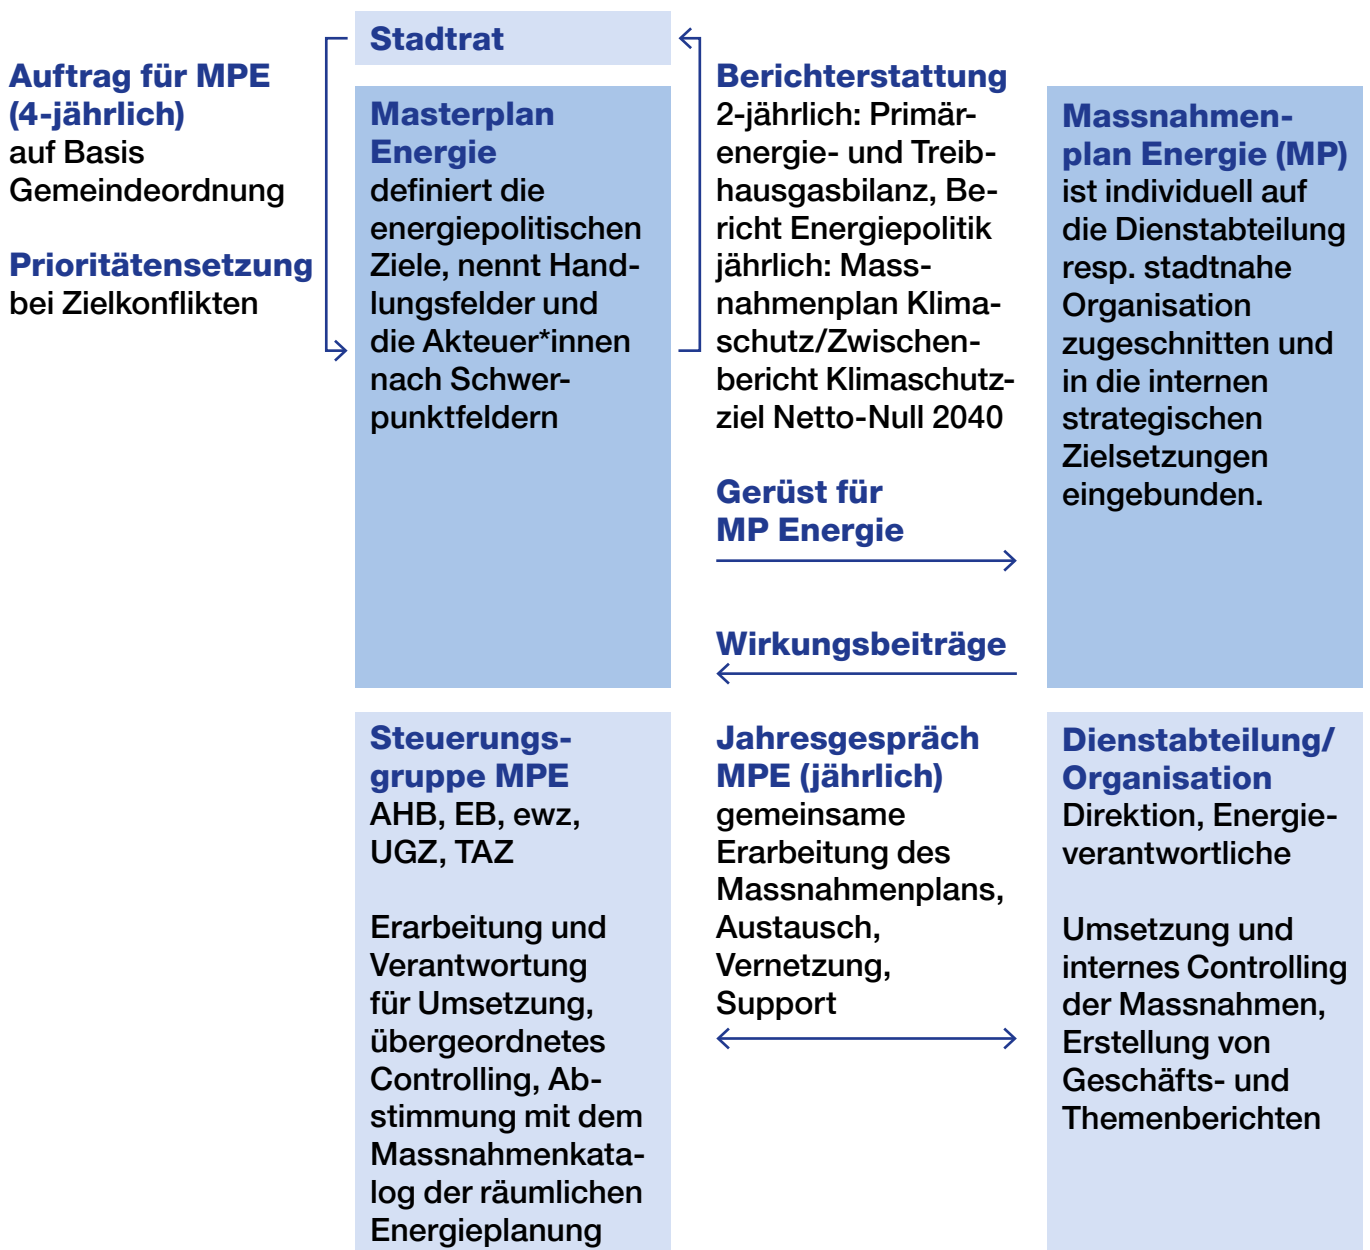 Stadtrat
Auftrag für MPE
(4-jährlich)
auf Basis
Gemeindeordnung
Prioritätensetzung
bei Zielkonflikten
Masterplan
Energie
definiert die
energiepolitischen
Ziele, nennt Hand-
lungsfelder und
die Akteuer*innen
nach Schwer-
punktfeldern
Berichterstattung
2-jährlich: Primär-
energie- und Treib-
hausgasbilanz, Be-
richt Energiepolitik
jährlich: Mass-
nahmenplan Klima-
schutz/Zwischen-
bericht Klimaschutz-
ziel Netto-Null 2040
Gerüst für
MP Energie
Wirkungsbeiträge
Massnahmen-
plan Energie (MP)
ist individuell auf
die Dienstabteilung
resp. stadtnahe
Organisation
zugeschnitten und
in die internen
strategischen
Zielsetzungen
eingebunden.
Steuerungs-
gruppe MPE
AHB, EB, ewz,
UGZ, TAZ
Erarbeitung und
Verantwortung
für Umsetzung,
übergeordnetes
Controlling, Ab-
stimmung mit dem
Massnahmenkata-
log der räumlichen
Energieplanung
Jahresgespräch
MPE (jährlich)
gemeinsame
Erarbeitung des
Massnahmenplans,
Austausch,
Vernetzung,
Support
Dienstabteilung/
Organisation
Direktion, Energie-
verantwortliche
Umsetzung und
internes Controlling
der Massnahmen,
Erstellung von
Geschäfts- und
Themenberichten